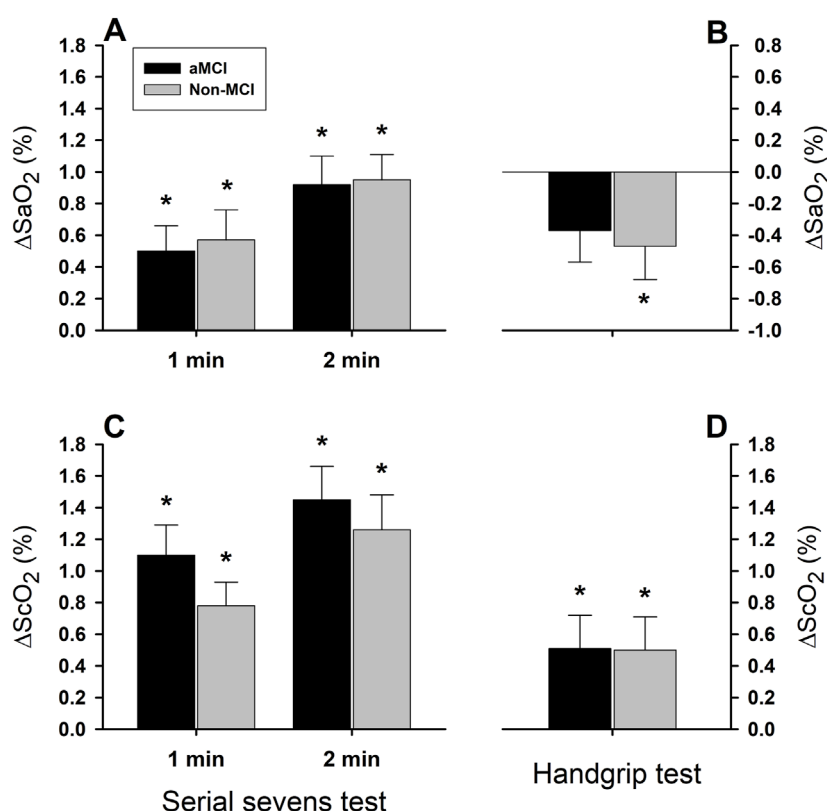 A
ΔSaO2 (%)
1.8
1.6
1.4
1.2
1.0
0.8
0.6
0.4
0.2
0.0
aMCI
Non-MCI
* * * *
1 min 2 min
B
0.8
0.6
0.4
0.2
0.0
-0.2
-0.4
-0.6
-0.8
-1.0
ΔSaO2 (%)
*
C
ΔScO2 (%)
1.8
1.6
1.4
1.2
1.0
0.8
0.6
0.4
0.2
0.0
* * * *
1 min 2 min
Serial sevens test
D
1.8
1.6
1.4
1.2
1.0
0.8
0.6
0.4
0.2
0.0
ΔScO2 (%)
* *
Handgrip test